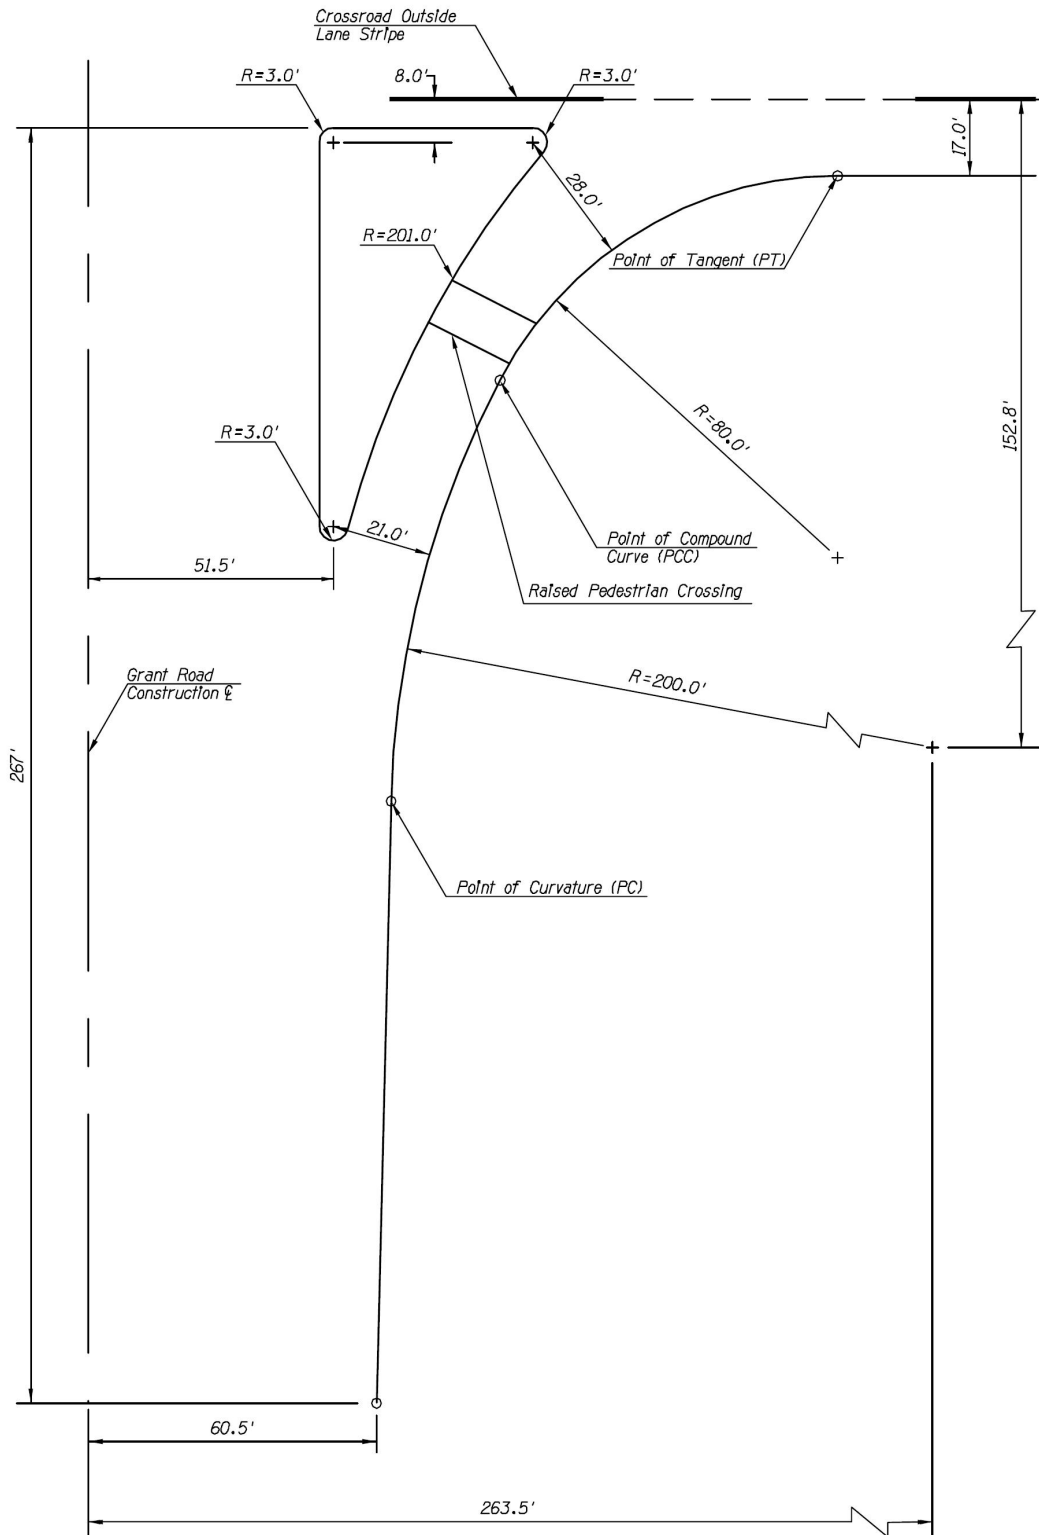 Crossroad Outside
Lane Stripe
R=3.0'
8.0'
R=3.0'
17.0'
28.0'
R=201.0'
Point of Tangent (PT)
R=80.0'
152.8'
R=3.0'
21.0'
Point of Compound
Curve (PCC)
51.5'
Raised Pedestrian Crossing
Grant Road
Construction ℄
R=200.0'
267'
Point of Curvature (PC)
60.5'
263.5'